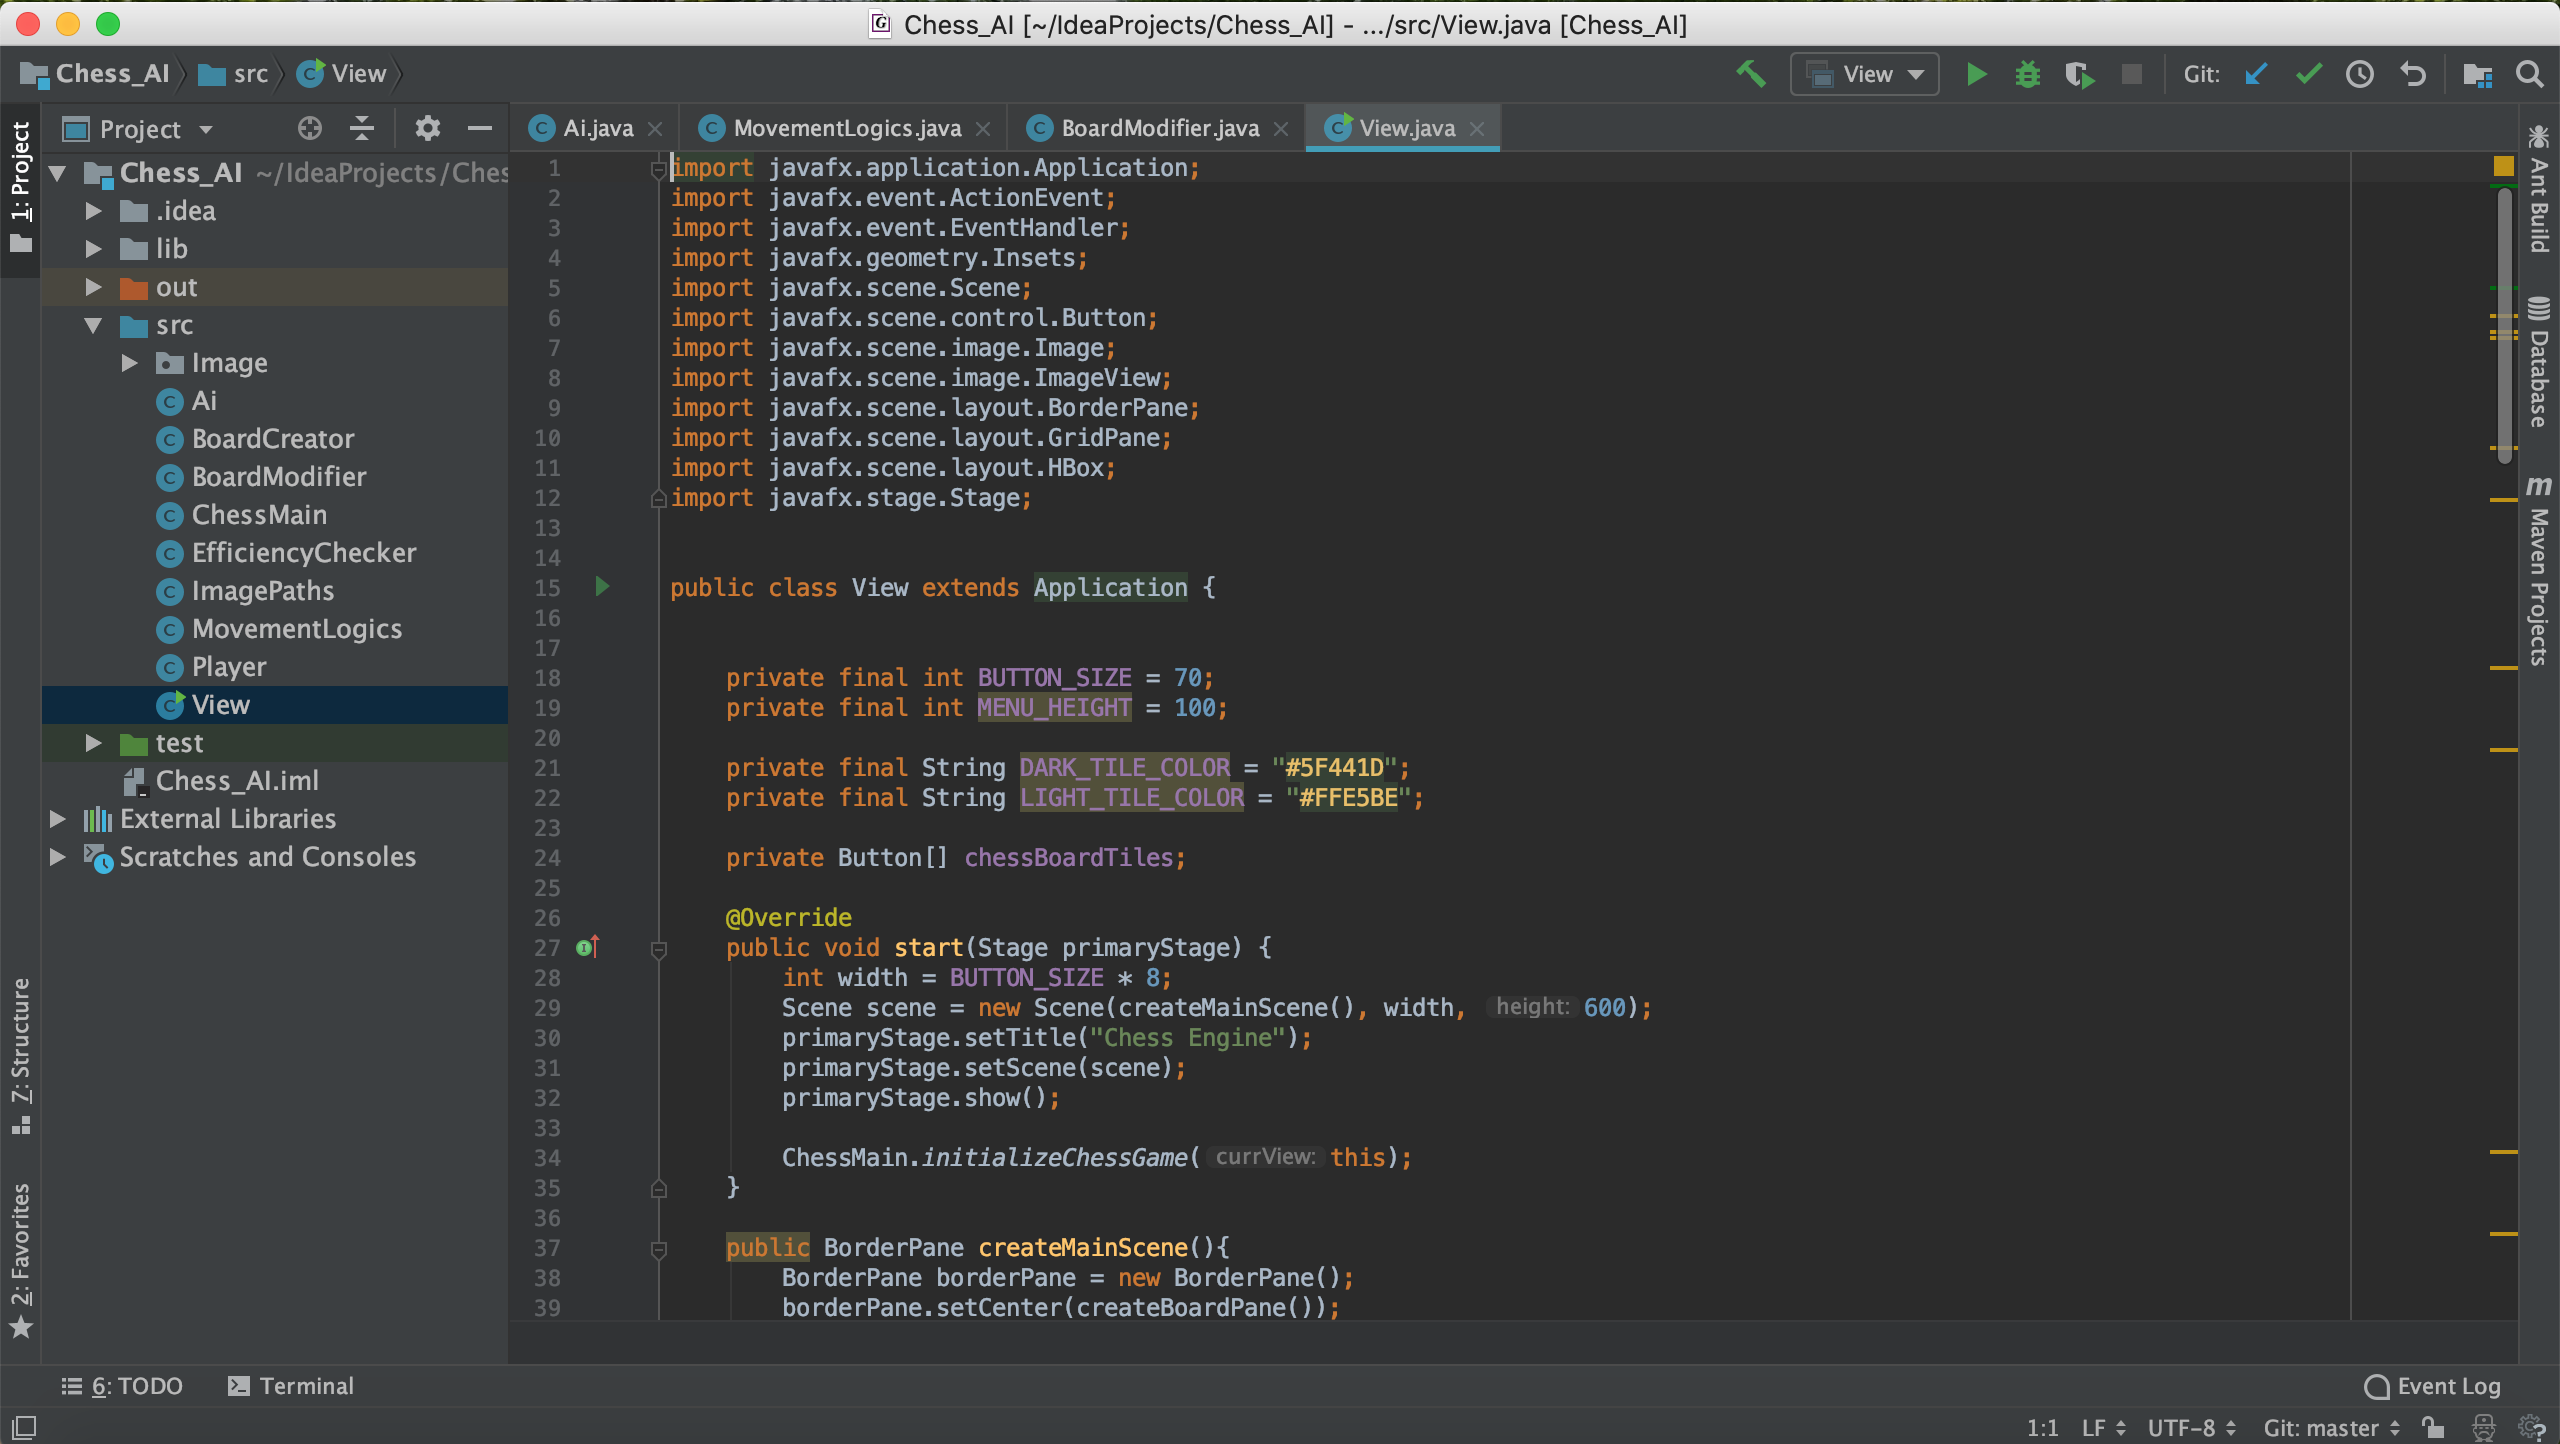 Chess_AI [~/IdeaProjects/Chess_AI] - .../src/View.java [Chess_AI]
Chess_AI src View
View Git:
1: Project
Project
Chess_AI ~/IdeaProjects/Ches
.idea
lib
out
src
Image
Ai
BoardCreator
BoardModifier
ChessMain
EfficiencyChecker
ImagePaths
MovementLogics
Player
View
test
Chess_AI.iml
External Libraries
Scratches and Consoles
7: Structure
2: Favorites
Ai.java MovementLogics.java BoardModifier.java View.java
1 import javafx.application.Application;
2 import javafx.event.ActionEvent;
3 import javafx.event.EventHandler;
4 import javafx.geometry.Insets;
5 import javafx.scene.Scene;
6 import javafx.scene.control.Button;
7 import javafx.scene.image.Image;
8 import javafx.scene.image.ImageView;
9 import javafx.scene.layout.BorderPane;
10 import javafx.scene.layout.GridPane;
11 import javafx.scene.layout.HBox;
12 import javafx.stage.Stage;
13
14
15 public class View extends Application {
16
17
18 private final int BUTTON_SIZE = 70;
19 private final int MENU_HEIGHT = 100;
20
21 private final String DARK_TILE_COLOR = "#5F441D";
22 private final String LIGHT_TILE_COLOR = "#FFE5BE";
23
24 private Button[] chessBoardTiles;
25
26 @Override
27 public void start(Stage primaryStage) {
28 int width = BUTTON_SIZE * 8;
29 Scene scene = new Scene(createMainScene(), width, height: 600);
30 primaryStage.setTitle("Chess Engine");
31 primaryStage.setScene(scene);
32 primaryStage.show();
33
34 ChessMain.initializeChessGame( currView: this);
35 }
36
37 public BorderPane createMainScene(){
38 BorderPane borderPane = new BorderPane();
39 borderPane.setCenter(createBoardPane());
Ant Build
Database
m Maven Projects
6: TODO Terminal Event Log
1:1 LF UTF-8 Git: master